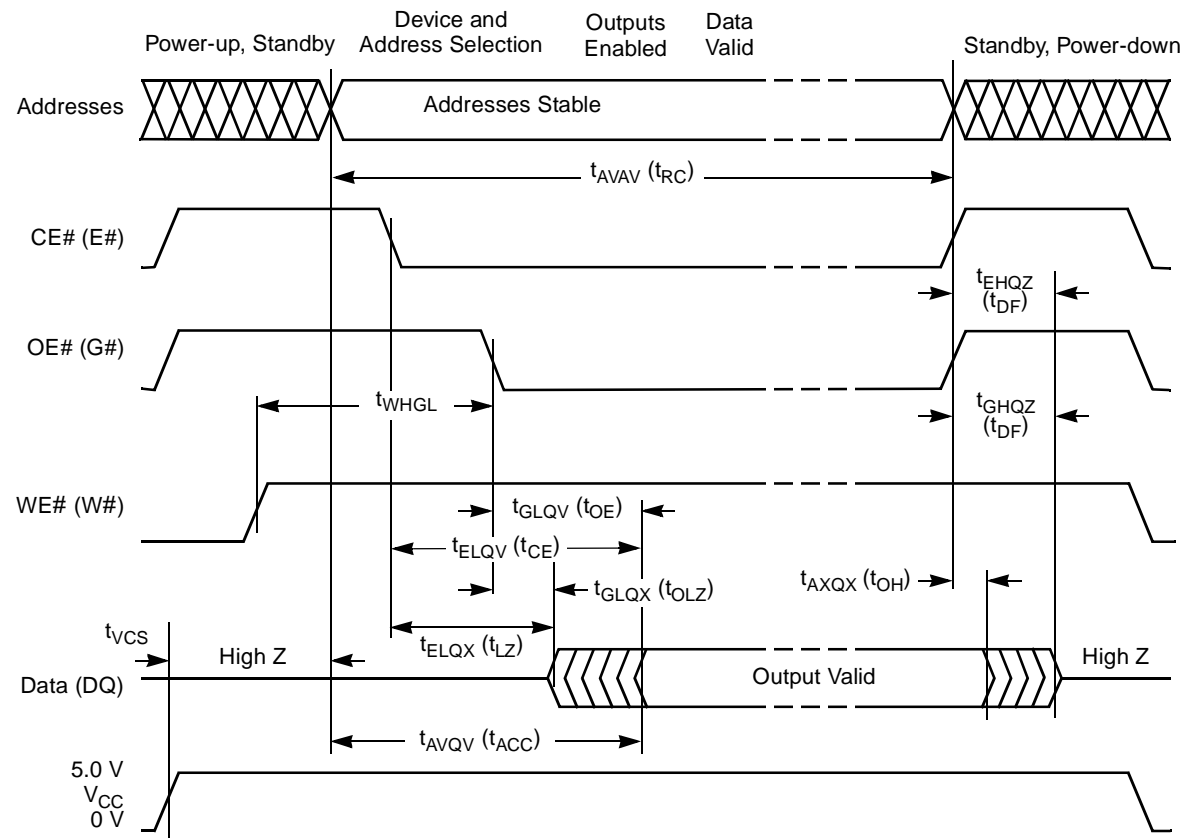 Power-up, Standby
Device and
Address Selection
Outputs
Enabled
Data
Valid
Standby, Power-down
Addresses
Addresses Stable
tAVAV (tRC)
CE# (E#)
tEHQZ
(tDF)
OE# (G#)
tWHGL
tGHQZ
(tDF)
WE# (W#)
tGLQV (tOE)
tELQV (tCE)
tGLQX (tOLZ)
tAXQX (tOH)
tVCS
High Z
tELQX (tLZ)
High Z
Data (DQ)
Output Valid
tAVQV (tACC)
5.0 V
VCC
0 V